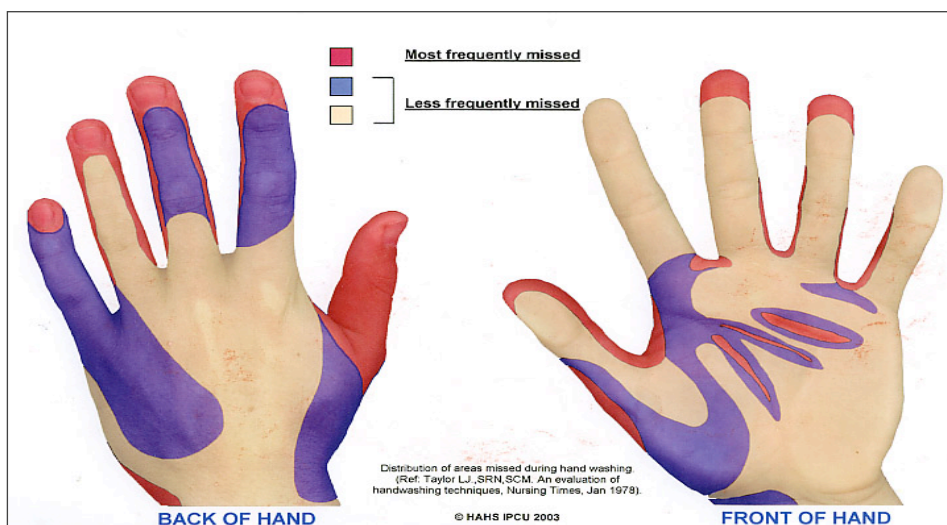 Most frequently missed
Less frequently missed
Distribution of areas missed during hand washing.
(Ref: Taylor LJ.,SRN,SCM. An evaluation of
handwashing techniques, Nursing Times, Jan 1978).
BACK OF HAND
© HAHS IPCU 2003
FRONT OF HAND